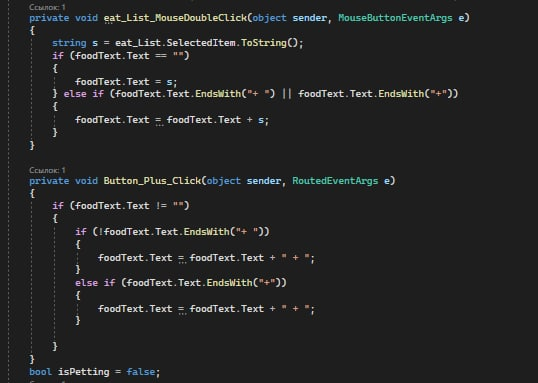 Ссылок: 1
private void eat_List_MouseDoubleClick(object sender, MouseButtonEventArgs e)
{
string s = eat_List.SelectedItem.ToString();
if (foodText.Text == "")
{
foodText.Text = s;
} else if (foodText.Text.EndsWith("+ ") || foodText.Text.EndsWith("+"))
{
foodText.Text = foodText.Text + s;
}
}
Ссылок: 1
private void Button_Plus_Click(object sender, RoutedEventArgs e)
{
if (foodText.Text != "")
{
if (!foodText.Text.EndsWith("+ "))
{
foodText.Text = foodText.Text + " + ";
}
else if (foodText.Text.EndsWith("+"))
{
foodText.Text = foodText.Text + " + ";
}
}
}
bool isPetting = false;